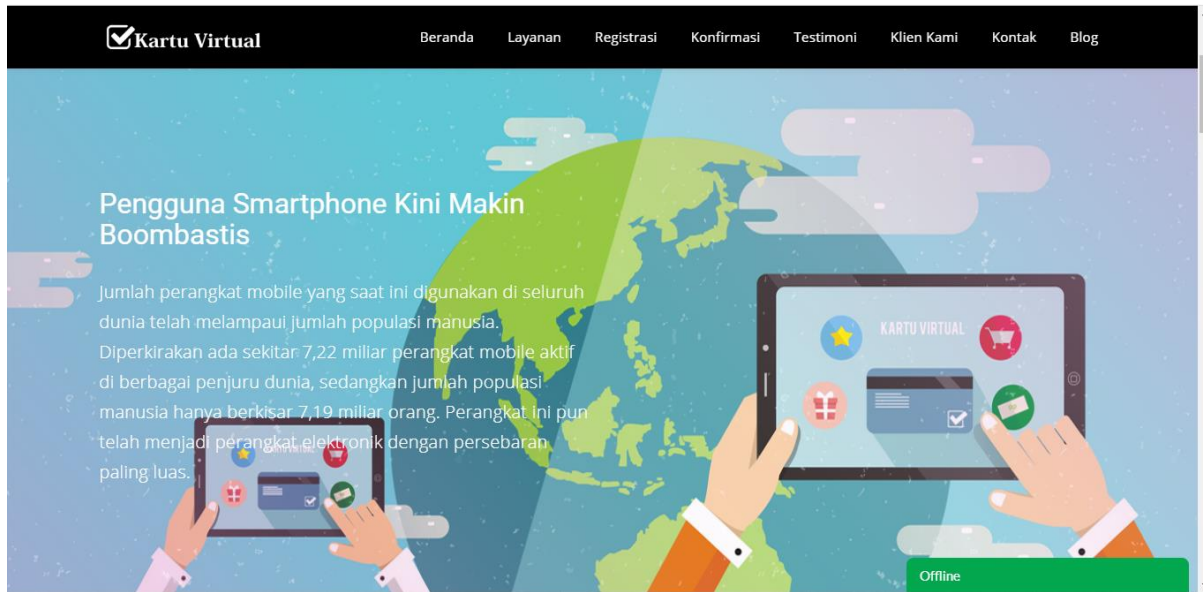 Kartu Virtual
Beranda Layanan Registrasi Konfirmasi Testimoni Klien Kami Kontak Blog
Pengguna Smartphone Kini Makin
Boombastis
Jumlah perangkat mobile yang saat ini digunakan di seluruh
dunia telah melampaui jumlah populasi manusia.
Diperkirakan ada sekitar 7,22 miliar perangkat mobile aktif
di berbagai penjuru dunia, sedangkan jumlah populasi
manusia hanya berkisar 7,19 miliar orang. Perangkat ini pun
telah menjadi perangkat elektronik dengan persebaran
paling luas.
KARTU VIRTUAL
KARTU VIRTUAL
Offline